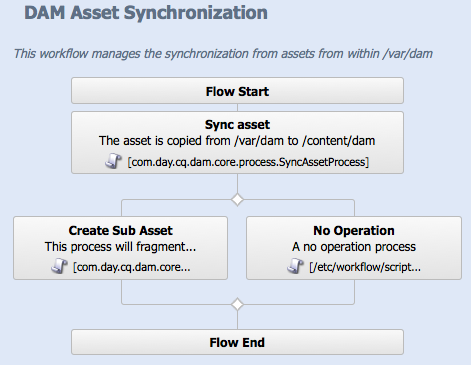 DAM Asset Synchronization
This workflow manages the synchronization from assets from within /var/dam
Flow Start
Sync asset
The asset is copied from /var/dam to /content/dam
[com.day.cq.dam.core.process.SyncAssetProcess]
Create Sub Asset
This process will fragment...
[com.day.cq.dam.core...
No Operation
A no operation process
[/etc/workflow/script...
Flow End